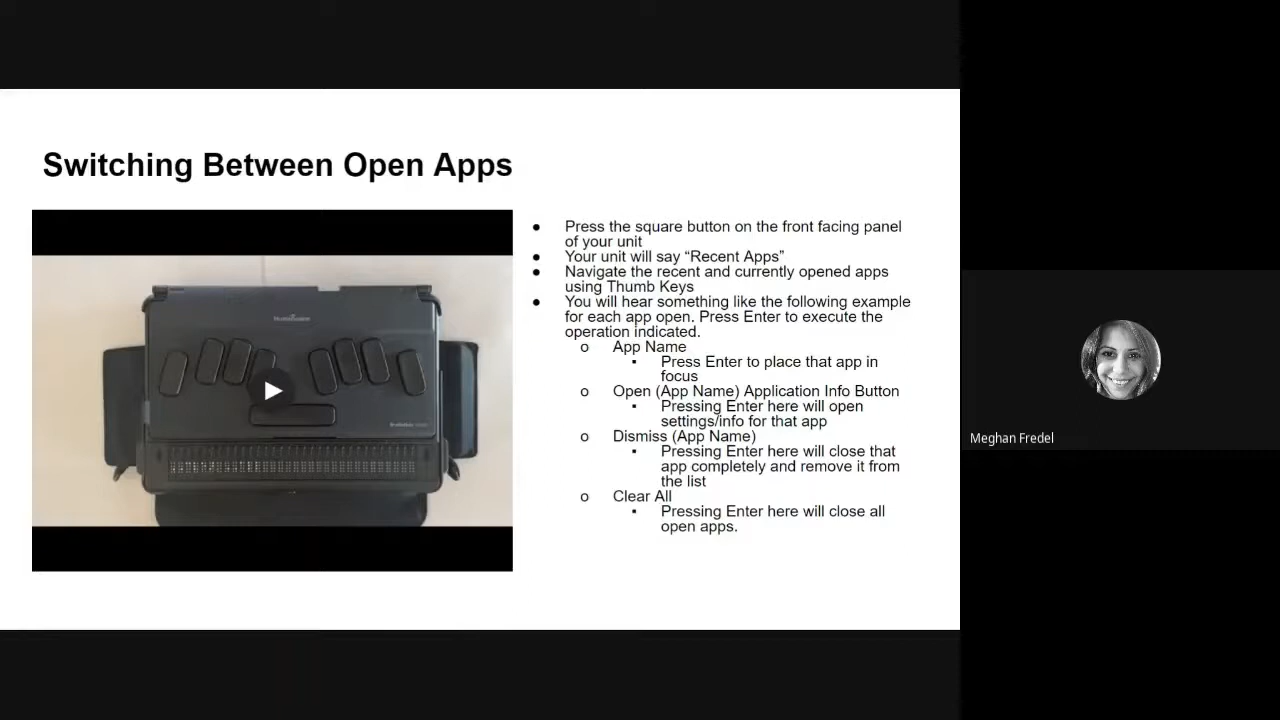 Switching Between Open Apps
● Press the square button on the front facing panel
of your unit
● Your unit will say “Recent Apps”
● Navigate the recent and currently opened apps
using Thumb Keys
● You will hear something like the following example
for each app open. Press Enter to execute the
operation indicated.
o App Name
▪ Press Enter to place that app in
focus
o Open (App Name) Application Info Button
▪ Pressing Enter here will open
settings/info for that app
o Dismiss (App Name)
▪ Pressing Enter here will close that
app completely and remove it from
the list
o Clear All
▪ Pressing Enter here will close all
open apps.
Meghan Fredel